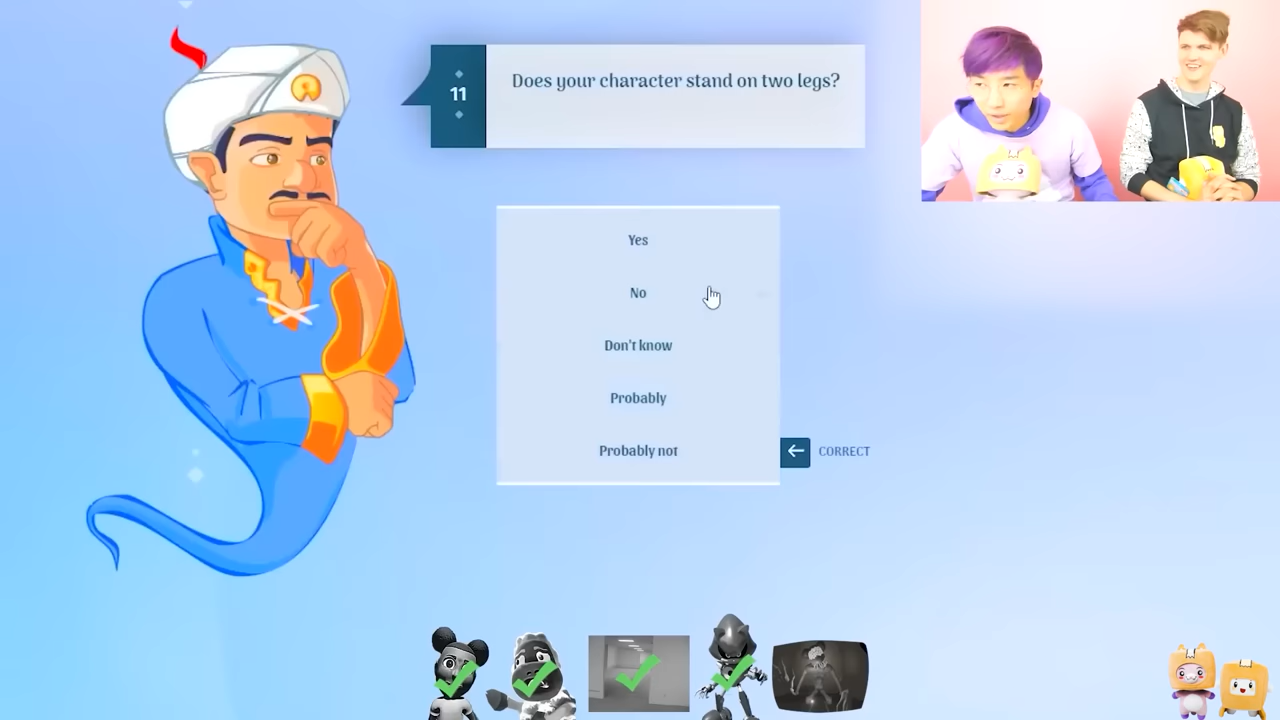 11
Does your character stand on two legs?
Yes
No
Don't know
Probably
Probably not
CORRECT